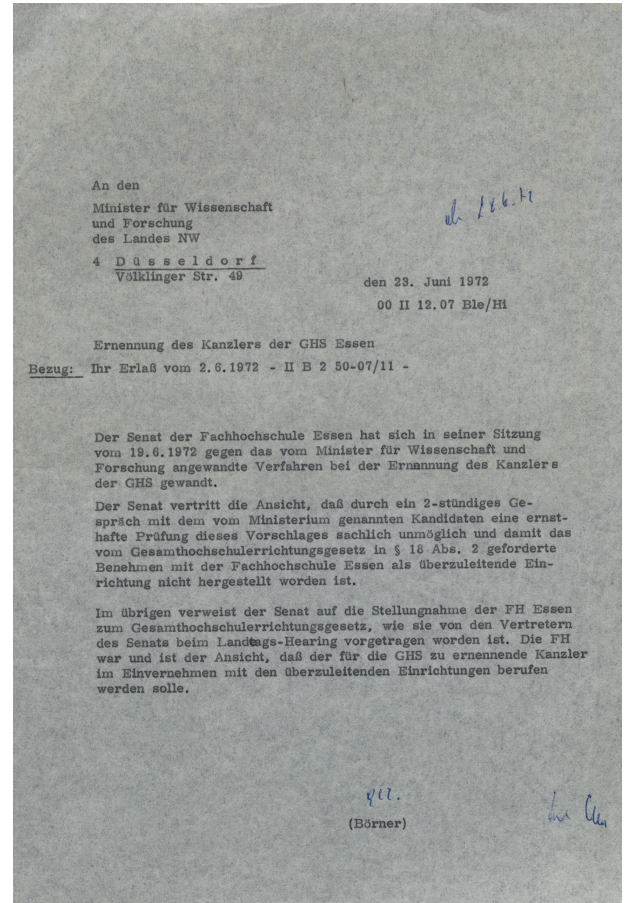 An den
Minister für Wissenschaft
und Forschung
des Landes NW
ab 28.6.72
4 D ü s s e l d o r f
Völklinger Str. 49
den 23. Juni 1972
00 II 12.07 Ble/Hi
Ernennung des Kanzlers der GHS Essen
Bezug: Ihr Erlaß vom 2.6.1972 - II B 2 50-07/11 -
Der Senat der Fachhochschule Essen hat sich in seiner Sitzung
vom 19.6.1972 gegen das vom Minister für Wissenschaft und
Forschung angewandte Verfahren bei der Ernennung des Kanzlers
der GHS gewandt.
Der Senat vertritt die Ansicht, daß durch ein 2-stündiges Ge-
spräch mit dem vom Ministerium genannten Kandidaten eine ernst-
hafte Prüfung dieses Vorschlages sachlich unmöglich und damit das
vom Gesamthochschulerrichtungsgesetz in § 18 Abs. 2 geforderte
Benehmen mit der Fachhochschule Essen als überzuleitende Ein-
richtung nicht hergestellt worden ist.
Im übrigen verweist der Senat auf die Stellungnahme der FH Essen
zum Gesamthochschulerrichtungsgesetz, wie sie von den Vertretern
des Senats beim Landtags-Hearing vorgetragen worden ist. Die FH
war und ist der Ansicht, daß der für die GHS zu ernennende Kanzler
im Einvernehmen mit den überzuleitenden Einrichtungen berufen
werden solle.
gez.
(Börner)